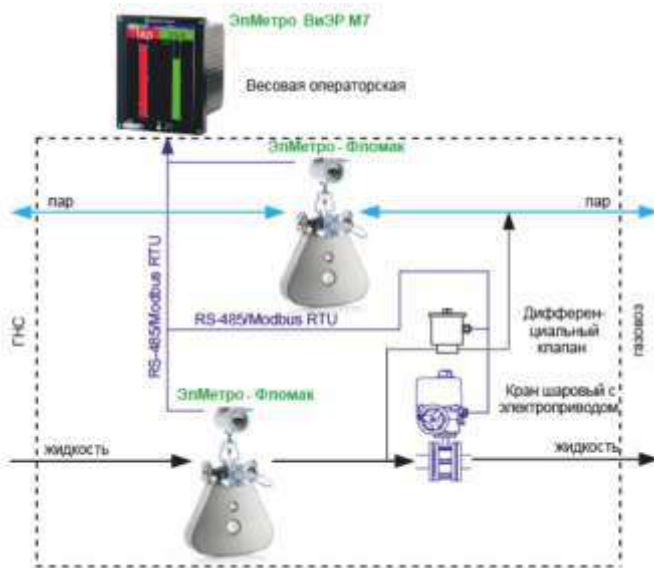 ЭлМетро ВиЭР М7
Весовая операторская
ЭлМетро - Фломак
пар
пар
RS-485/Modbus RTU
RS-485/Modbus RTU
ГНС
газовоз
Дифферен-
циальный
клапан
ЭлМетро - Фломак
Кран шаровый с
электроприводом
жидкость
жидкость